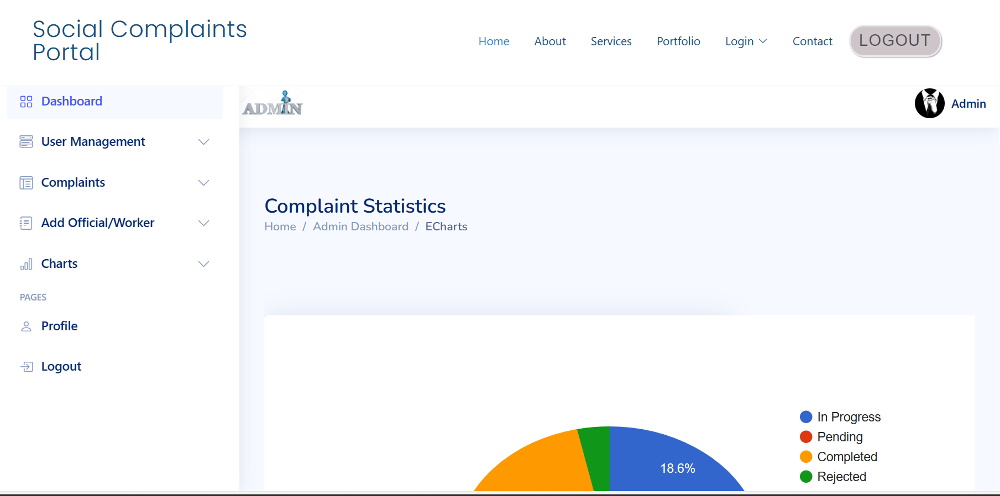 Social Complaints
Portal
Home About Services Portfolio Login Contact LOGOUT
Dashboard
ADMIN
Admin
User Management
Complaints
Add Official/Worker
Charts
PAGES
Profile
Logout
Complaint Statistics
Home / Admin Dashboard / ECharts
18.6%
In Progress
Pending
Completed
Rejected